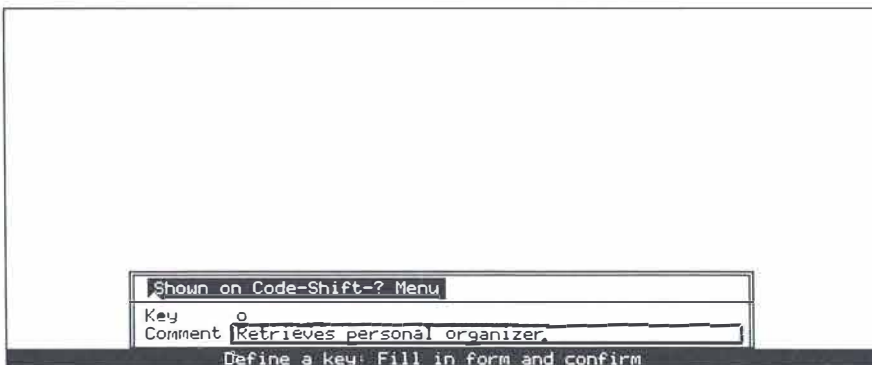 Shown on Code-Shift-? Menu
Key o
Comment Retrieves personal organizer.
Define a key: Fill in form and confirm